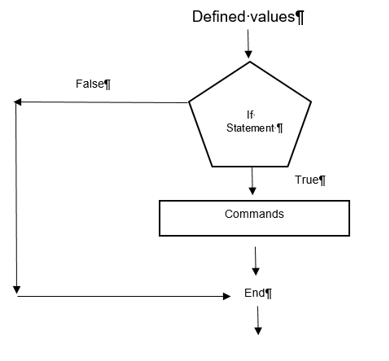 Defined·values¶
False¶
If·
Statement·¶
True¶
Commands
End¶